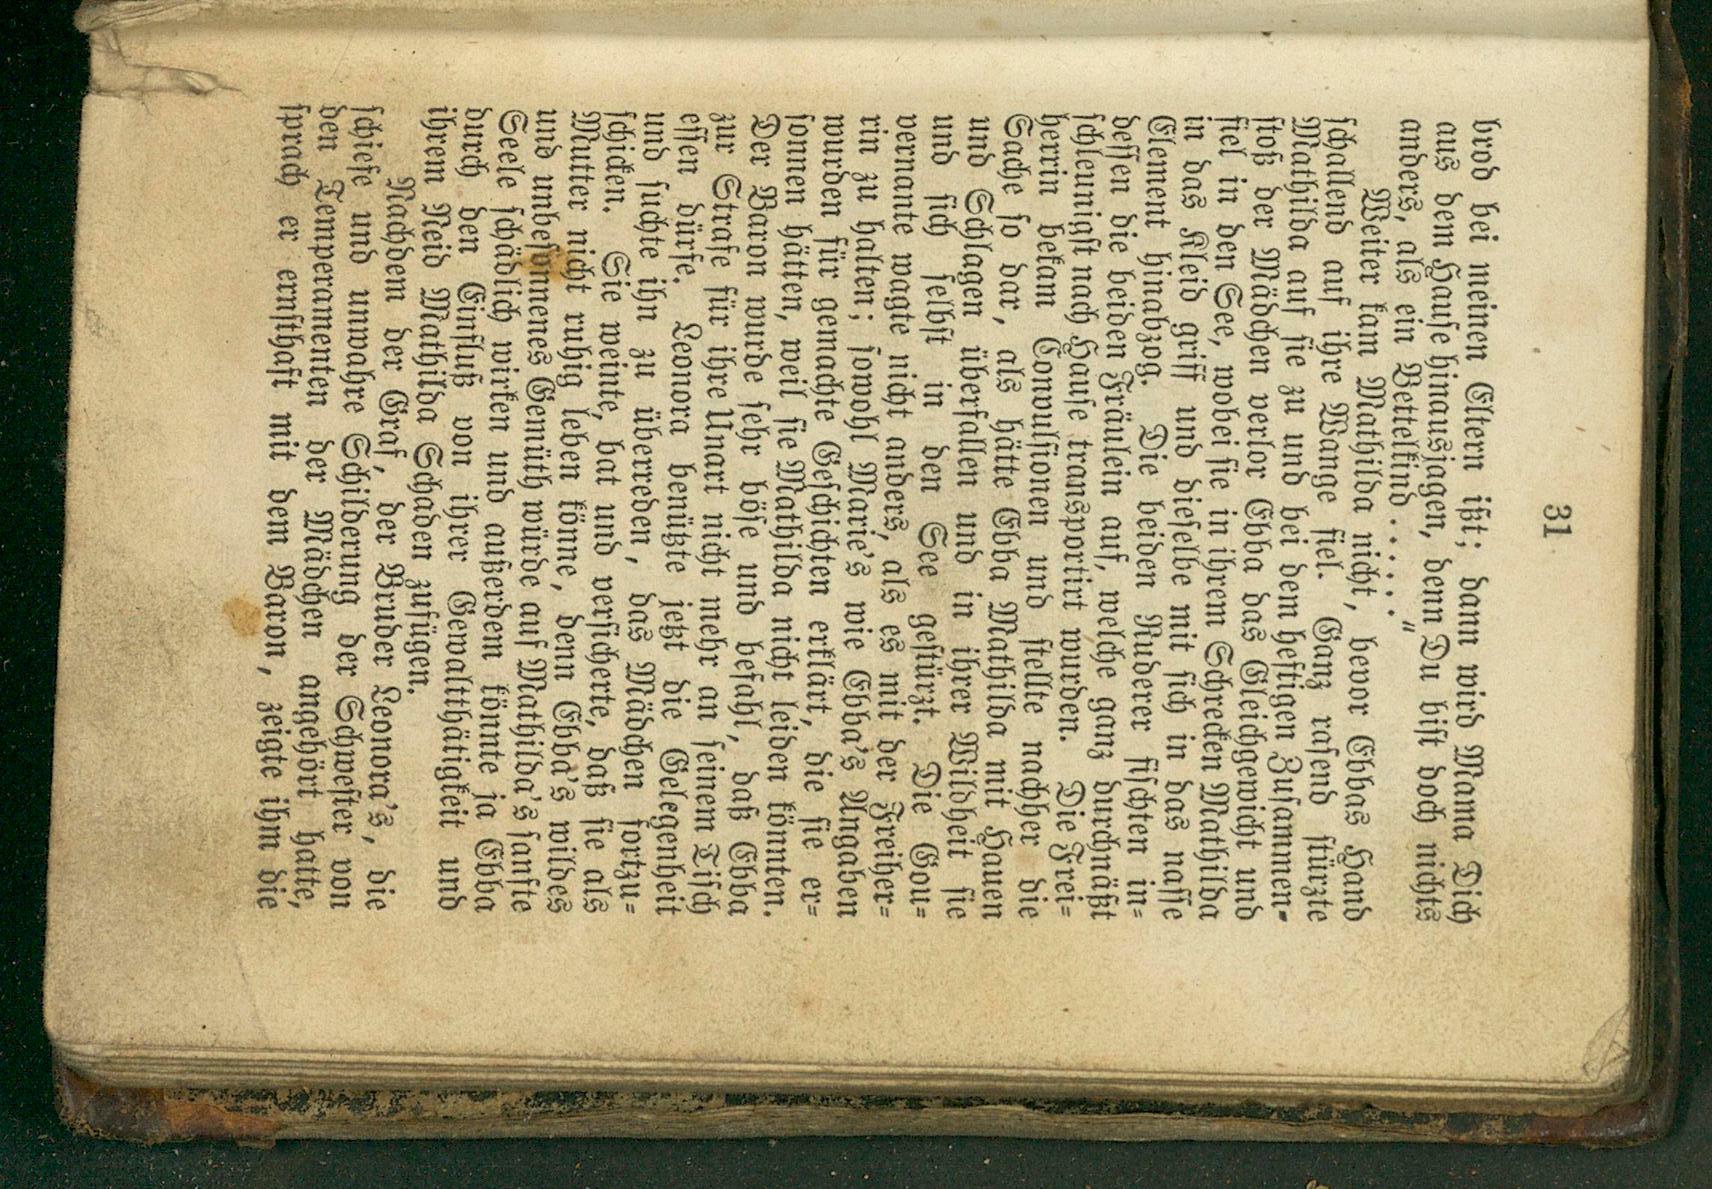 31
brod bei meinen Eltern ißt; dann wird Mama Dich
aus dem Hause hinausjagen, denn Du bist doch nichts
anders, als ein Bettelkind . . . . . ."
Weiter kam Mathilda nicht, bevor Ebbas Hand
schallend auf ihre Wange fiel. Ganz rasend stürzte
Mathilda auf sie zu und bei dem heftigen Zusammen-
stoß der Mädchen verlor Ebba das Gleichgewicht und
fiel in den See, wobei sie in ihrem Schrecken Mathilda
in das Kleid griff und dieselbe mit sich in das nasse
Element hinabzog. Die beiden Ruderer fischten in-
dessen die beiden Fräulein auf, welche ganz durchnäßt
schleunigst nach Hause transportirt wurden. Die Frei-
herrin bekam Convulsionen und stellte nachher die
Sache so dar, als hätte Ebba Mathilda mit Hauen
und Schlagen überfallen und in ihrer Wildheit sie
und sich selbst in den See gestürzt. Die Gou-
vernante wagte nicht anders, als es mit der Freiher-
rin zu halten; sowohl Marie's wie Ebba's Angaben
wurden für gemachte Geschichten erklärt, die sie er-
sonnen hätten, weil sie Mathilda nicht leiden könnten.
Der Baron wurde sehr böse und befahl, daß Ebba
zur Strafe für ihre Unart nicht mehr an seinem Tisch
essen dürfe. Leonora benützte jetzt die Gelegenheit
und suchte ihn zu überreden, das Mädchen fortzu-
schicken. Sie weinte, bat und versicherte, daß sie als
Mutter nicht ruhig leben könne, denn Ebba's wildes
und unbesonnenes Gemüth würde auf Mathilda's sanfte
Seele schädlich wirken und außerdem könnte ja Ebba
durch den Einfluß von ihrer Gewaltthätigkeit und
ihrem Neid Mathilda Schaden zufügen.
Nachdem der Graf, der Bruder Leonora's, die
schiefe und unwahre Schilderung der Schwester von
den Temperamenten der Mädchen angehört hatte,
sprach er ernsthaft mit dem Baron, zeigte ihm die